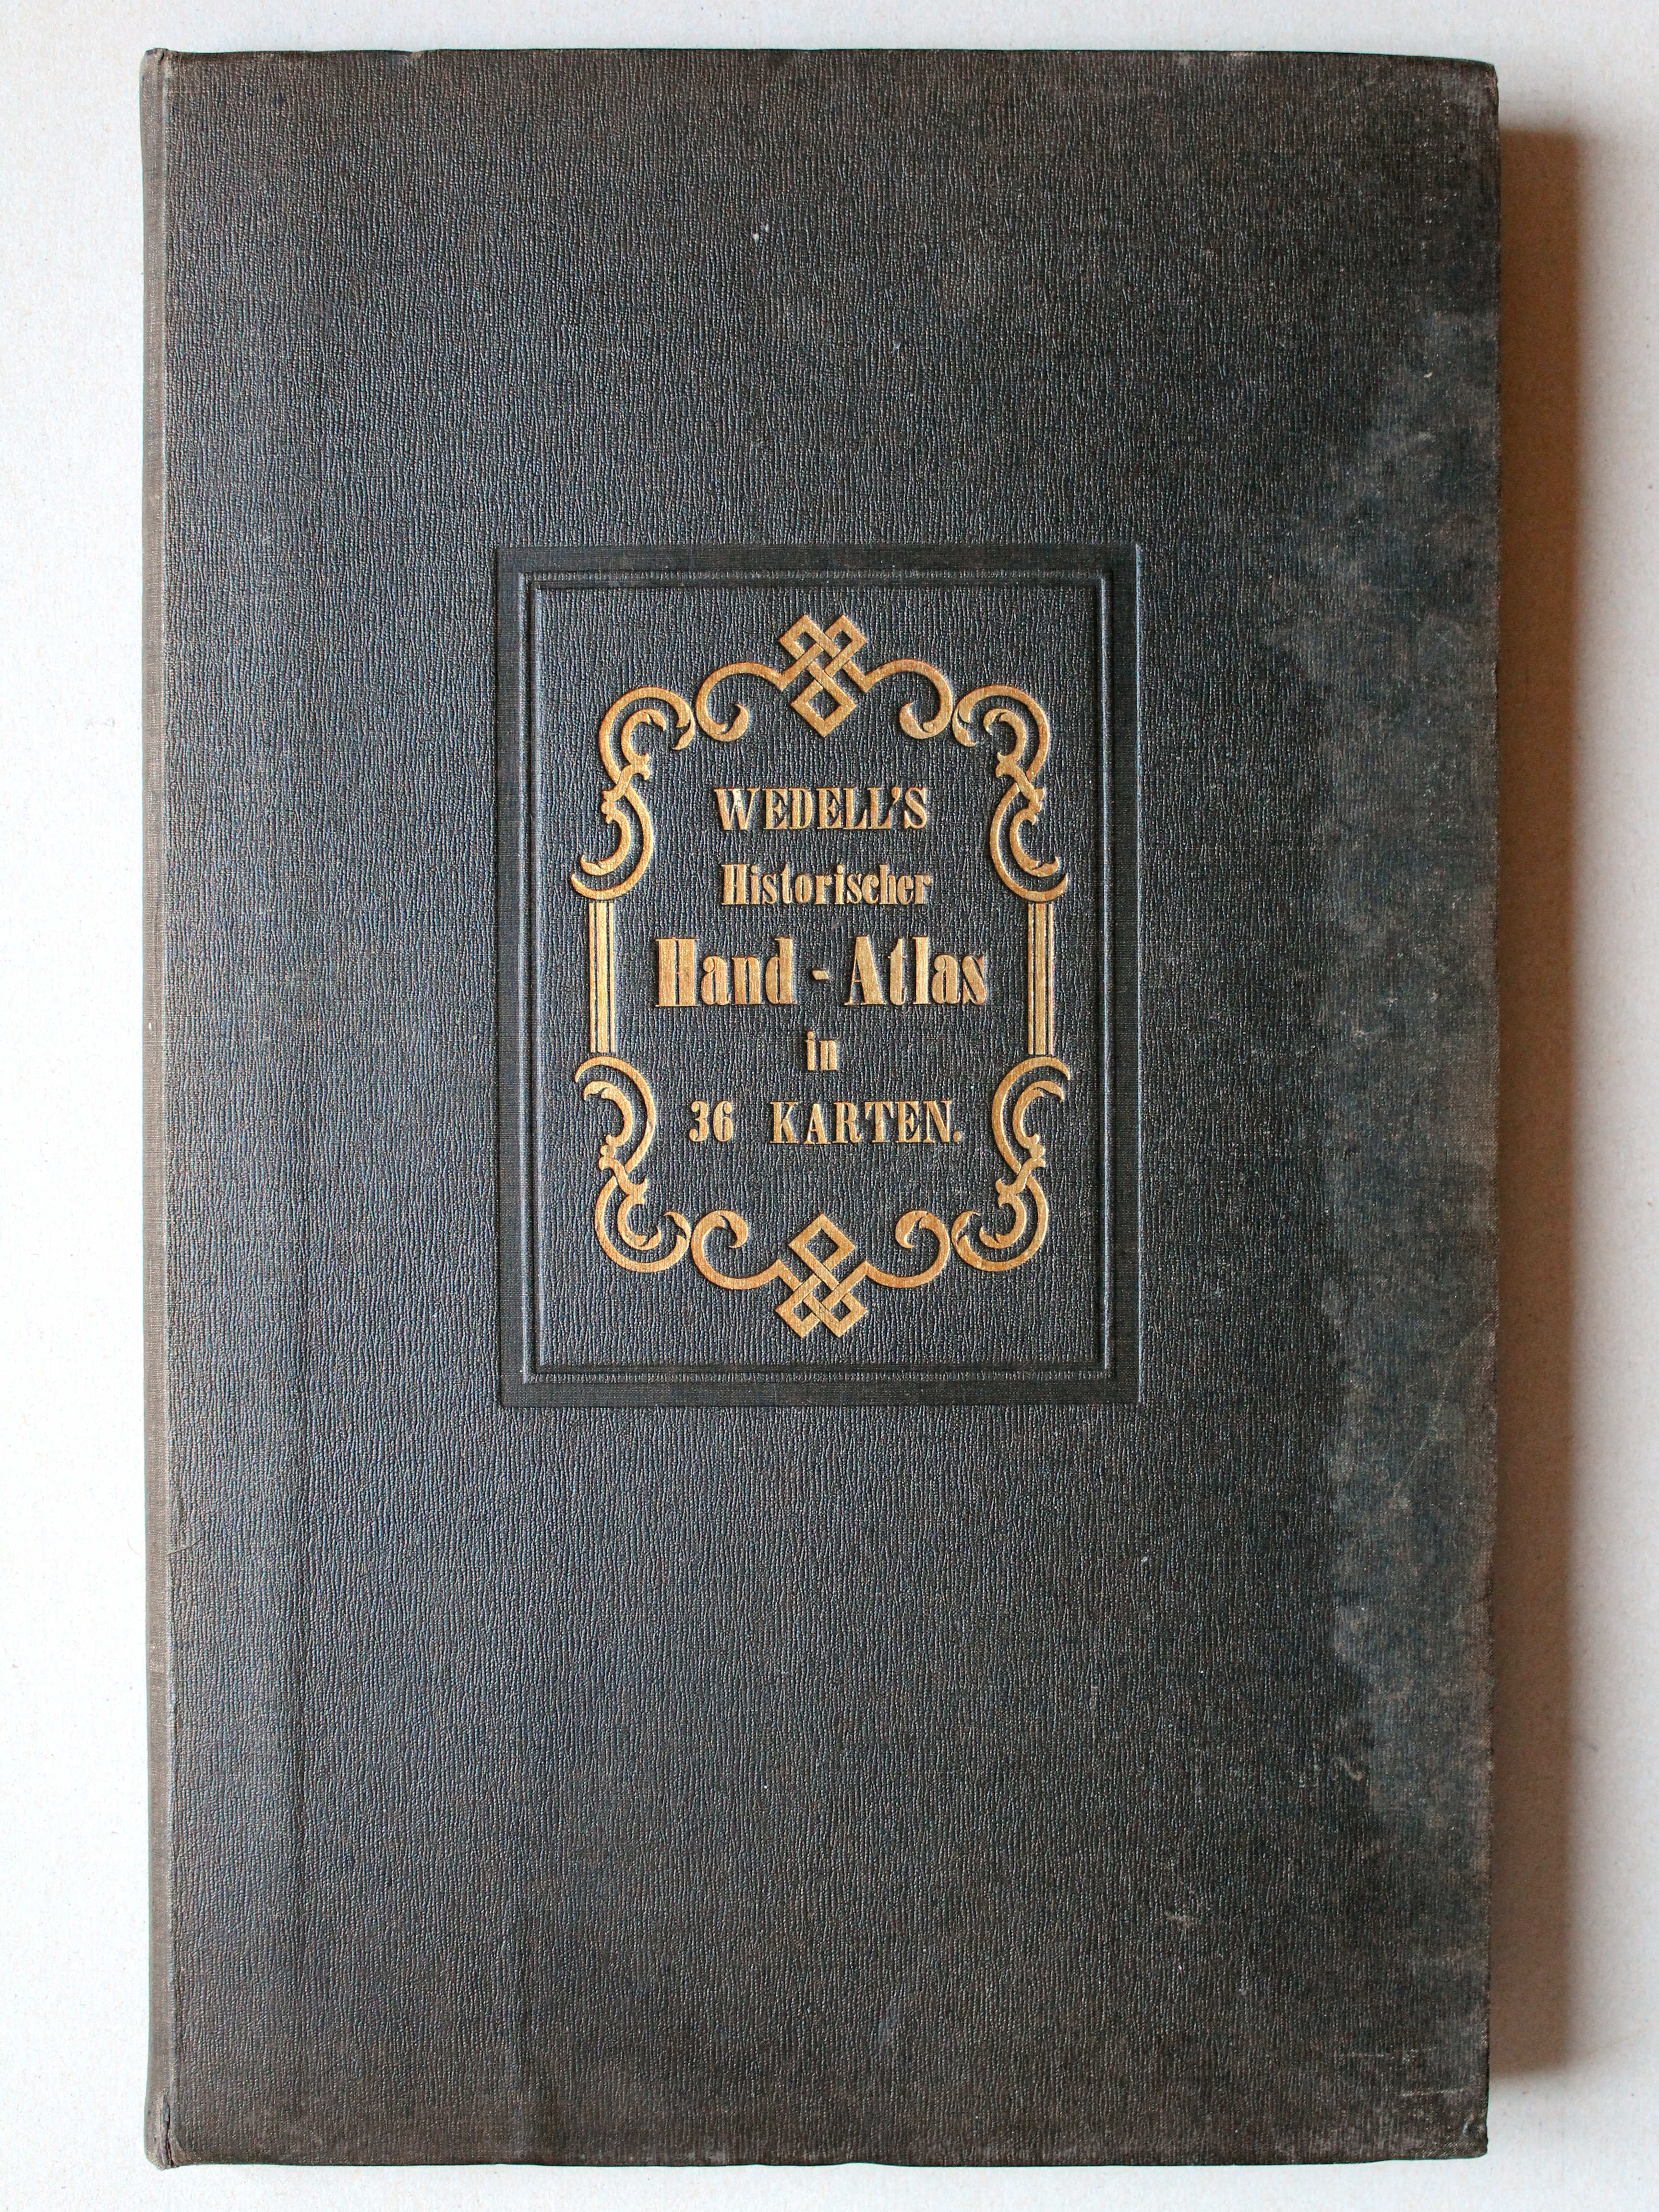 WEDELL'S
Historischer
Hand - Atlas
in
36 KARTEN.